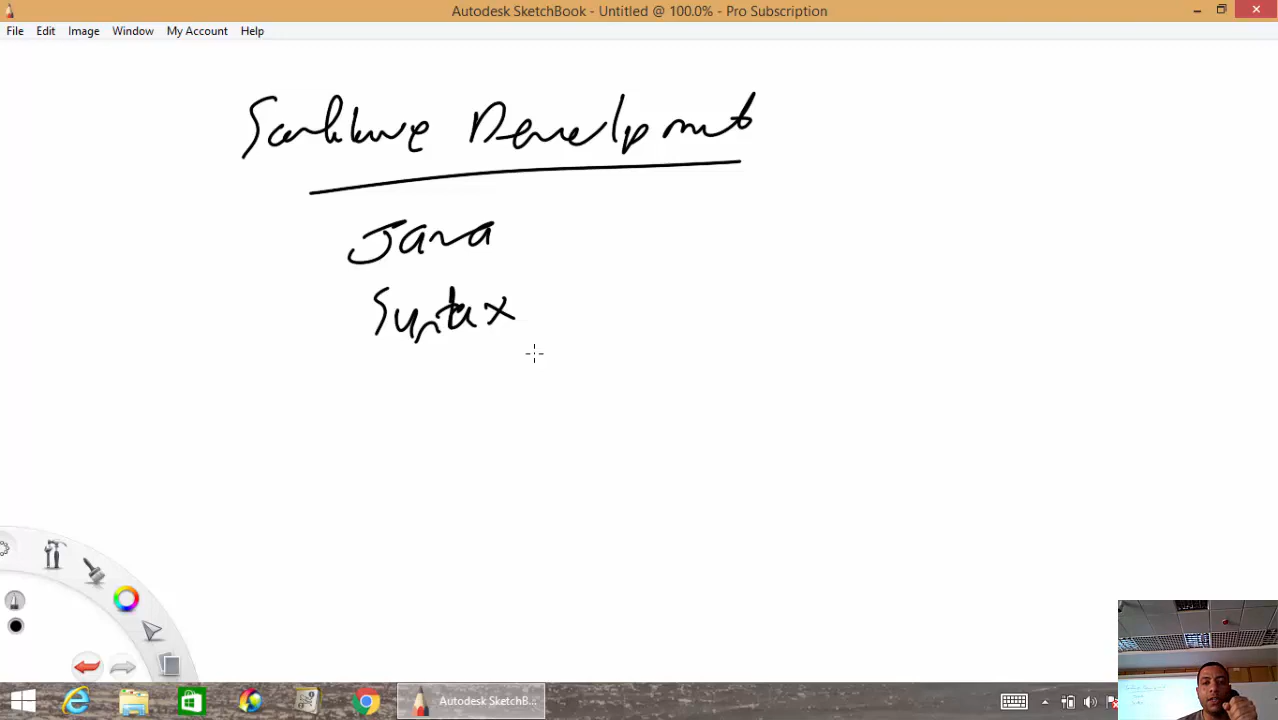 Autodesk SketchBook - Untitled @ 100.0% - Pro Subscription
File Edit Image Window My Account Help
Software Development
Java
Syntax
Autodesk SketchB...